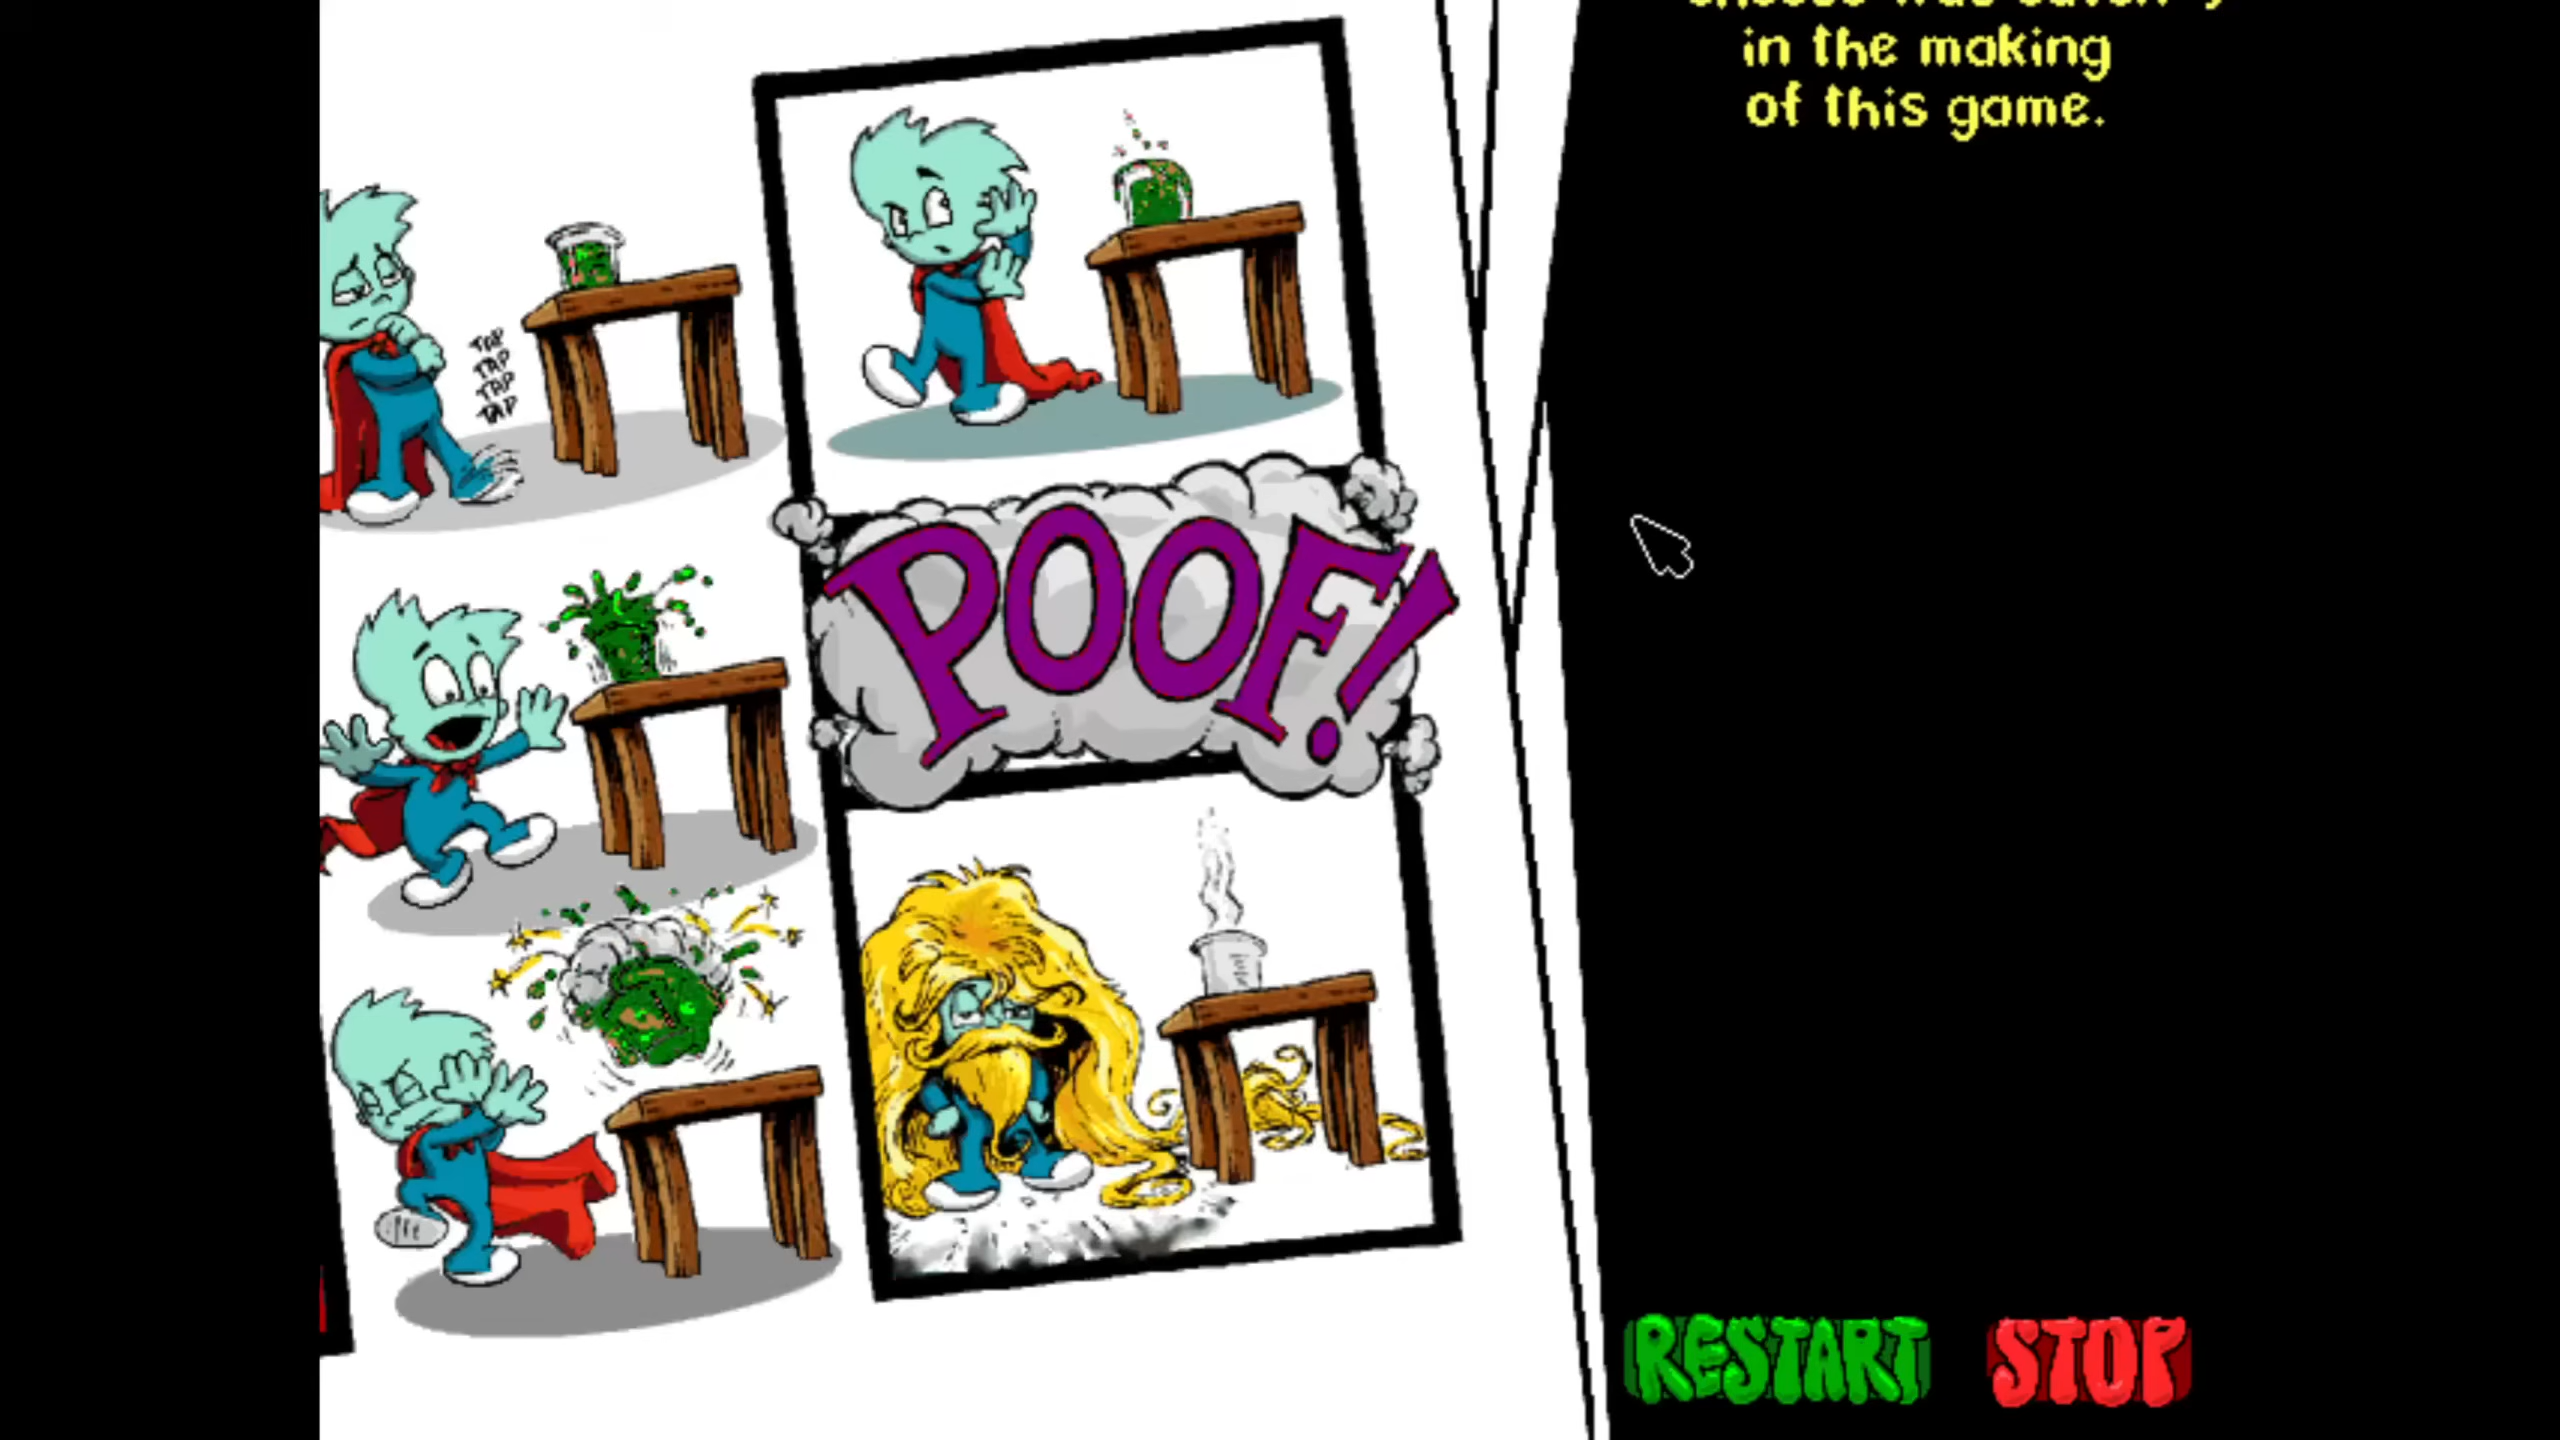 in the making
of this game.
TAP
TAP
TAP
TAP
POOF!
RESTART STOP